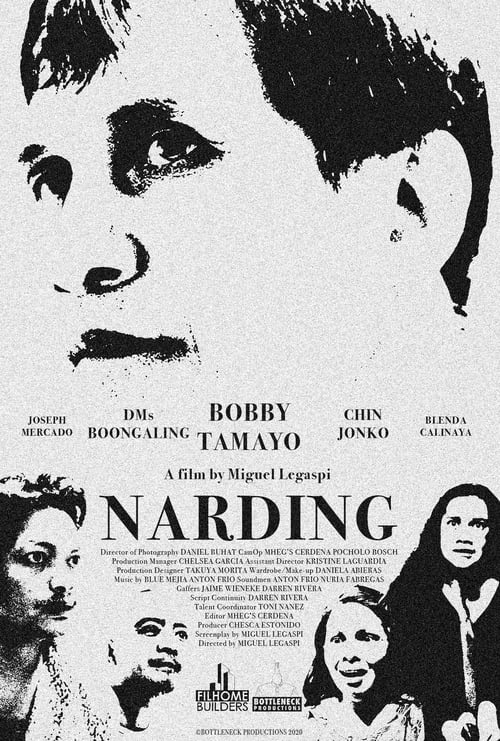 JOSEPH
MERCADO
DMs
BOONGALING
BOBBY
TAMAYO
CHIN
JONKO
BLENDA
CALINAYA
A film by Miguel Legaspi
NARDING
Director of Photography DANIEL BUHAT CamOp MHEG'S CERDENA POCHOLO BOSCH
Production Manager CHELSEA GARCIA Assistant Director KRISTINE LAGUARDIA
Production Designer TAKUYA MORITA Wardrobe/Make-up DANIELA ABIERAS
Music by BLUE MEJIA ANTON FRIO Soundmen ANTON FRIO NURIA FABREGAS
Gaffers JAIME WIENEKE DARREN RIVERA
Script Continuity DARREN RIVERA
Talent Coordinator TONI NANEZ
Editor MHEG'S CERDENA
Producer CHESCA ESTONIDO
Screenplay by MIGUEL LEGASPI
Directed by MIGUEL LEGASPI
FILHOME
BUILDERS
BOTTLENECK
PRODUCTIONS
©BOTTLENECK PRODUCTIONS 2020